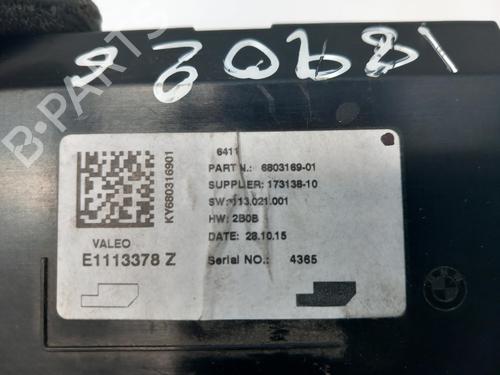 6411
PART N.: 6803169-01
SUPPLIER: 173138-10
SW: 113.021.001
HW: 2B0B
DATE: 28.10.15
Serial NO.: 4365
KY680316901
VALEO
E1113378 Z
B-PARTS